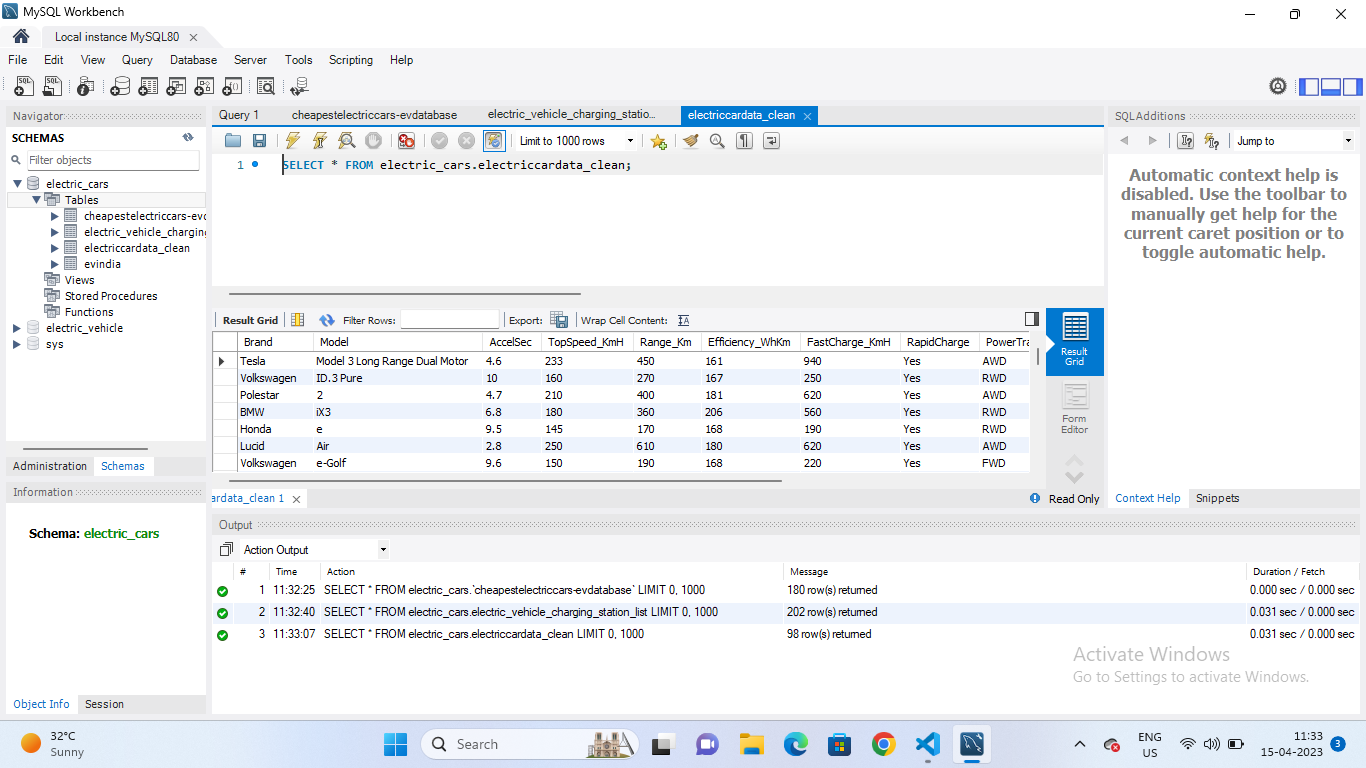 MySQL Workbench
Local instance MySQL80
File Edit View Query Database Server Tools Scripting Help
Navigator
SCHEMAS
Filter objects
electric_cars
Tables
cheapestelectriccars-evd
electric_vehicle_charging
electriccardata_clean
evindia
Views
Stored Procedures
Functions
electric_vehicle
sys
Administration Schemas
Information
Schema: electric_cars
Object Info Session
Query 1 cheapestelectriccars-evdatabase electric_vehicle_charging_statio... electriccardata_clean
Limit to 1000 rows
1 SELECT * FROM electric_cars.electriccardata_clean;
Result Grid Filter Rows: Export: Wrap Cell Content: IA
Brand Model AccelSec TopSpeed_KmH Range_Km Efficiency_WhKm FastCharge_KmH RapidCharge PowerTra
Tesla Model 3 Long Range Dual Motor 4.6 233 450 161 940 Yes AWD
Volkswagen ID.3 Pure 10 160 270 167 250 Yes RWD
Polestar 2 4.7 210 400 181 620 Yes AWD
BMW iX3 6.8 180 360 206 560 Yes RWD
Honda e 9.5 145 170 168 190 Yes RWD
Lucid Air 2.8 250 610 180 620 Yes AWD
Volkswagen e-Golf 9.6 150 190 168 220 Yes FWD
Result
Grid
Form
Editor
ardata_clean 1
Read Only
SQLAdditions
Jump to
Automatic context help is
disabled. Use the toolbar to
manually get help for the
current caret position or to
toggle automatic help.
Context Help Snippets
Output
Action Output
# Time Action Message Duration / Fetch
1 11:32:25 SELECT * FROM electric_cars.`cheapestelectriccars-evdatabase` LIMIT 0, 1000 180 row(s) returned 0.000 sec / 0.000 sec
2 11:32:40 SELECT * FROM electric_cars.electric_vehicle_charging_station_list LIMIT 0, 1000 202 row(s) returned 0.031 sec / 0.000 sec
3 11:33:07 SELECT * FROM electric_cars.electriccardata_clean LIMIT 0, 1000 98 row(s) returned 0.031 sec / 0.000 sec
Activate Windows
Go to Settings to activate Windows.
32°C
Sunny
Search
ENG
US
11:33
15-04-2023
3